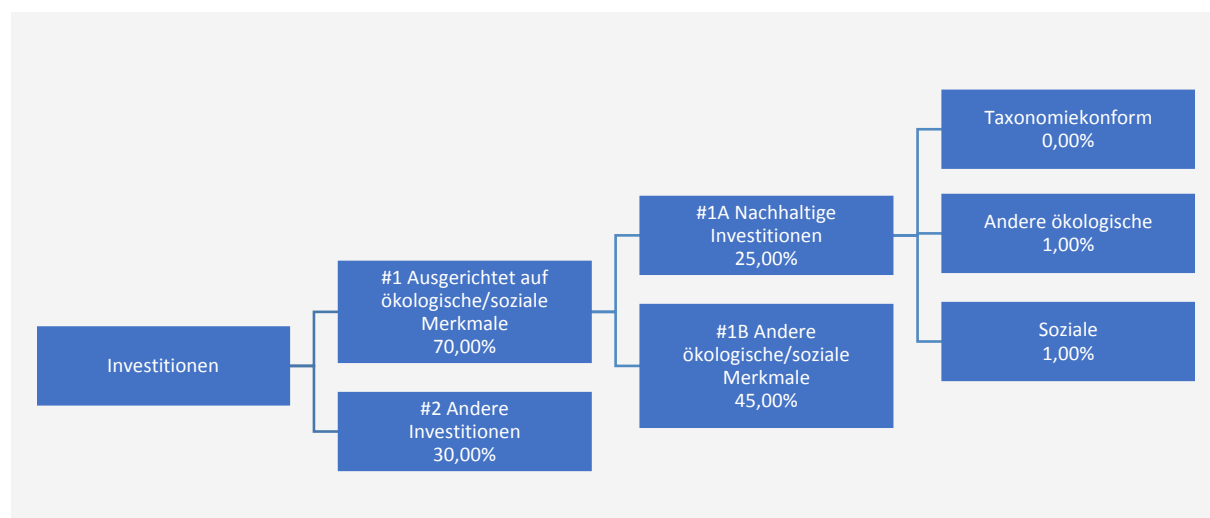 Investitionen
#1 Ausgerichtet auf
ökologische/soziale
Merkmale
70,00%
#2 Andere
Investitionen
30,00%
#1A Nachhaltige
Investitionen
25,00%
#1B Andere
ökologische/soziale
Merkmale
45,00%
Taxonomiekonform
0,00%
Andere ökologische
1,00%
Soziale
1,00%